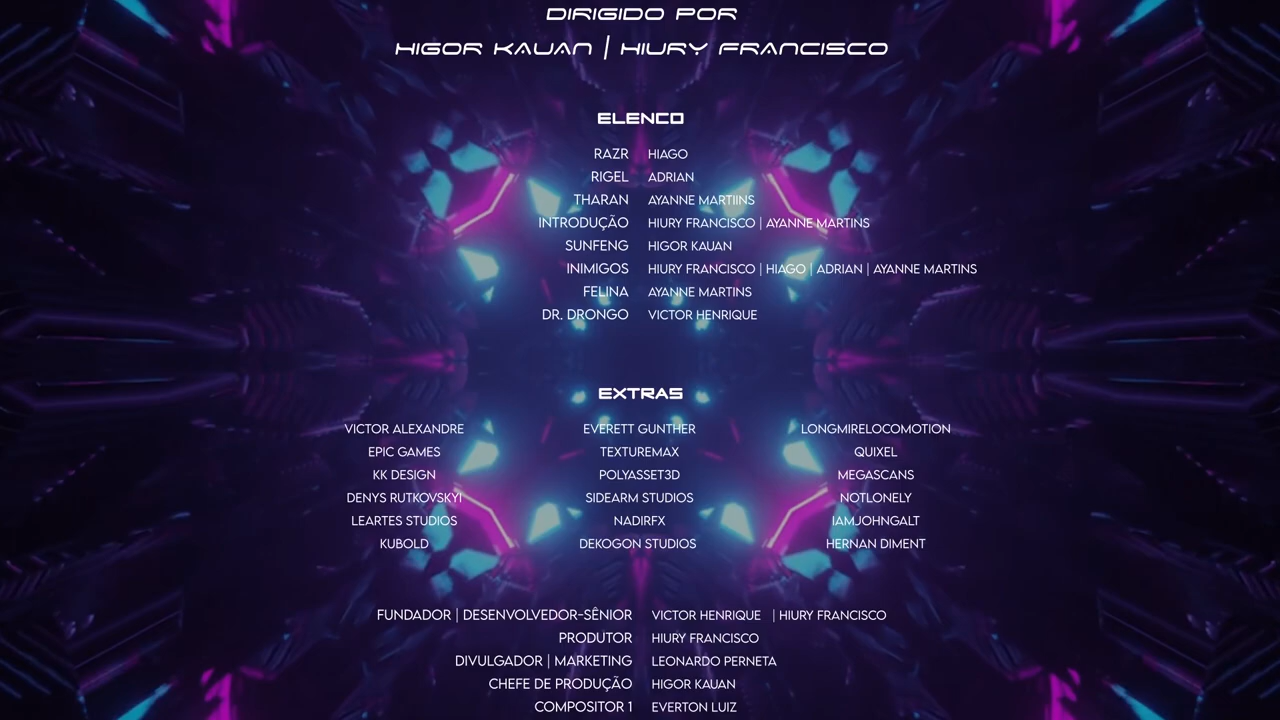 DIRIGIDO POR
HIGOR KAUAN | HIURY FRANCISCO
ELENCO
RAZR HIAGO
RIGEL ADRIAN
THARAN AYANNE MARTIINS
INTRODUÇÃO HIURY FRANCISCO | AYANNE MARTINS
SUNFENG HIGOR KAUAN
INIMIGOS HIURY FRANCISCO | HIAGO | ADRIAN | AYANNE MARTINS
FELINA AYANNE MARTINS
DR. DRONGO VICTOR HENRIQUE
EXTRAS
VICTOR ALEXANDRE EVERETT GUNTHER LONGMIRELOCOMOTION
EPIC GAMES TEXTUREMAX QUIXEL
KK DESIGN POLYASSET3D MEGASCANS
DENYS RUTKOVSKYI SIDEARM STUDIOS NOTLONELY
LEARTES STUDIOS NADIRFX IAMJOHNGALT
KUBOLD DEKOGON STUDIOS HERNAN DIMENT
FUNDADOR | DESENVOLVEDOR-SÊNIOR VICTOR HENRIQUE | HIURY FRANCISCO
PRODUTOR HIURY FRANCISCO
DIVULGADOR | MARKETING LEONARDO PERNETA
CHEFE DE PRODUÇÃO HIGOR KAUAN
COMPOSITOR 1 EVERTON LUIZ